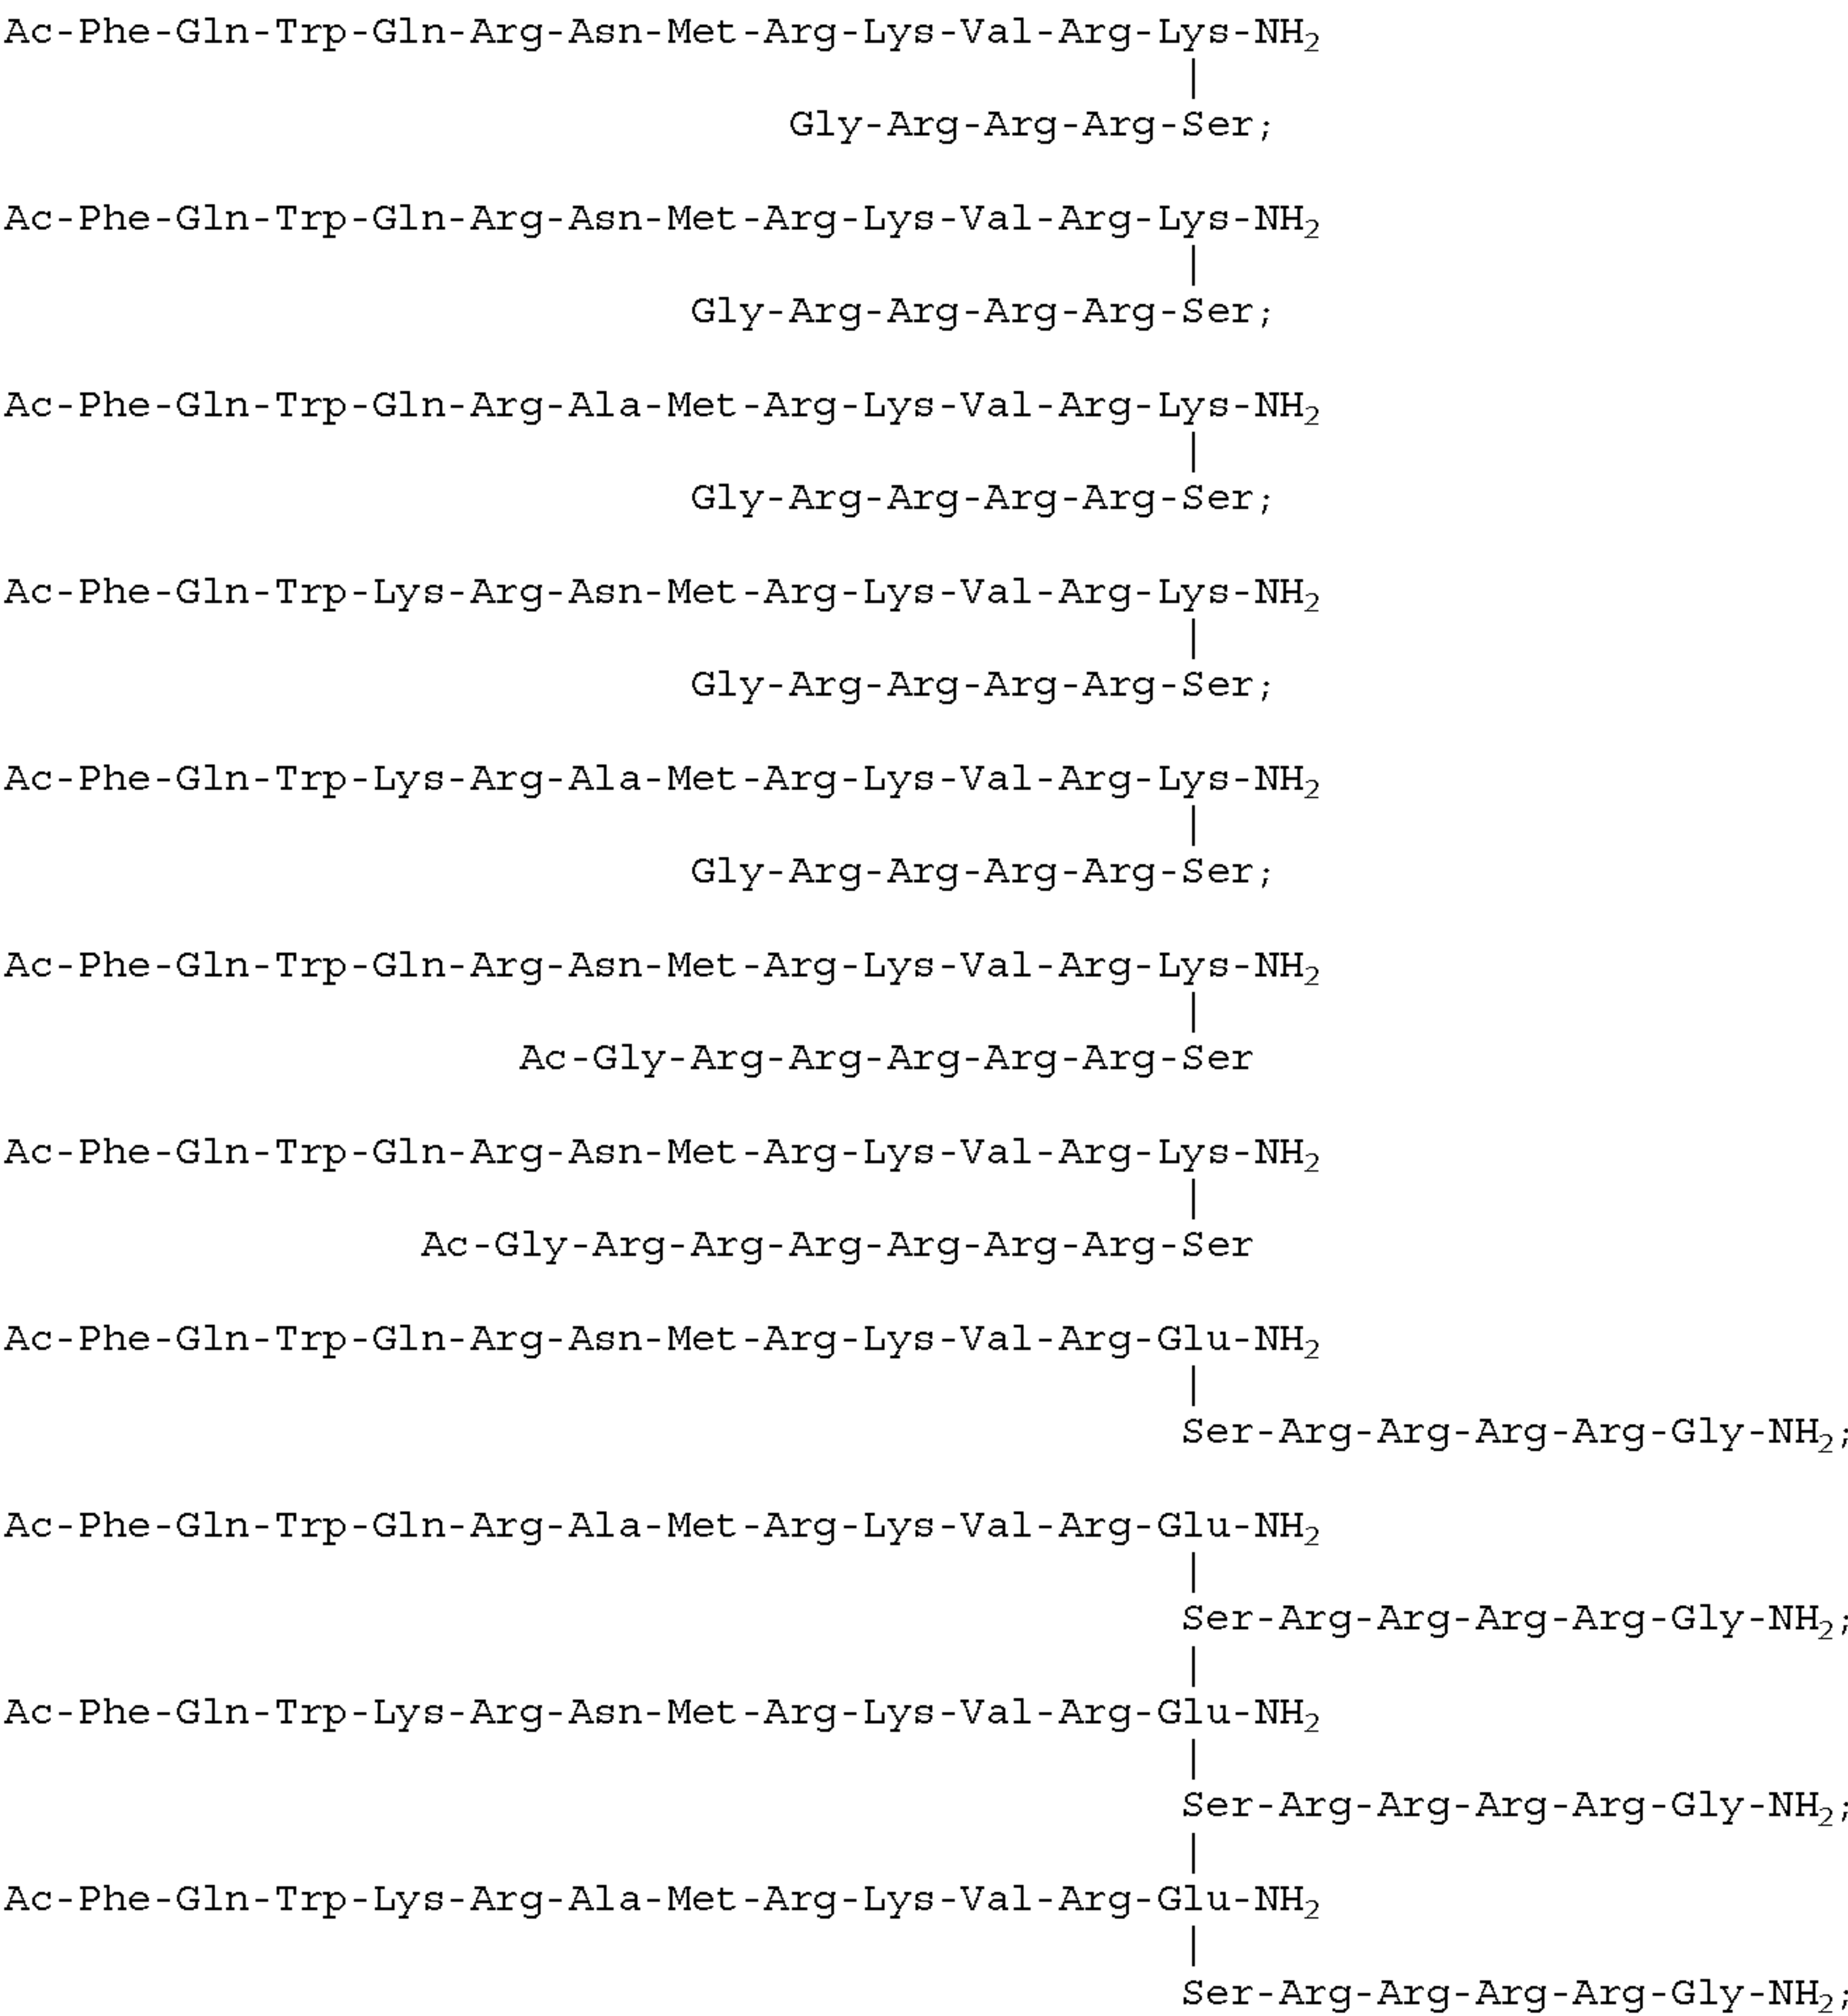 Ac-Phe-Gln-Trp-Gln-Arg-Asn-Met-Arg-Lys-Val-Arg-Lys-NH₂
|
Gly-Arg-Arg-Arg-Ser;
Ac-Phe-Gln-Trp-Gln-Arg-Asn-Met-Arg-Lys-Val-Arg-Lys-NH₂
|
Gly-Arg-Arg-Arg-Arg-Ser;
Ac-Phe-Gln-Trp-Gln-Arg-Ala-Met-Arg-Lys-Val-Arg-Lys-NH₂
|
Gly-Arg-Arg-Arg-Arg-Ser;
Ac-Phe-Gln-Trp-Lys-Arg-Asn-Met-Arg-Lys-Val-Arg-Lys-NH₂
|
Gly-Arg-Arg-Arg-Arg-Ser;
Ac-Phe-Gln-Trp-Lys-Arg-Ala-Met-Arg-Lys-Val-Arg-Lys-NH₂
|
Gly-Arg-Arg-Arg-Arg-Ser;
Ac-Phe-Gln-Trp-Gln-Arg-Asn-Met-Arg-Lys-Val-Arg-Lys-NH₂
|
Ac-Gly-Arg-Arg-Arg-Arg-Arg-Ser
Ac-Phe-Gln-Trp-Gln-Arg-Asn-Met-Arg-Lys-Val-Arg-Lys-NH₂
|
Ac-Gly-Arg-Arg-Arg-Arg-Arg-Arg-Ser
Ac-Phe-Gln-Trp-Gln-Arg-Asn-Met-Arg-Lys-Val-Arg-Glu-NH₂
|
Ser-Arg-Arg-Arg-Arg-Gly-NH₂;
Ac-Phe-Gln-Trp-Gln-Arg-Ala-Met-Arg-Lys-Val-Arg-Glu-NH₂
|
Ser-Arg-Arg-Arg-Arg-Gly-NH₂;
|
Ac-Phe-Gln-Trp-Lys-Arg-Asn-Met-Arg-Lys-Val-Arg-Glu-NH₂
|
Ser-Arg-Arg-Arg-Arg-Gly-NH₂;
|
Ac-Phe-Gln-Trp-Lys-Arg-Ala-Met-Arg-Lys-Val-Arg-Glu-NH₂
|
Ser-Arg-Arg-Arg-Arg-Gly-NH₂;